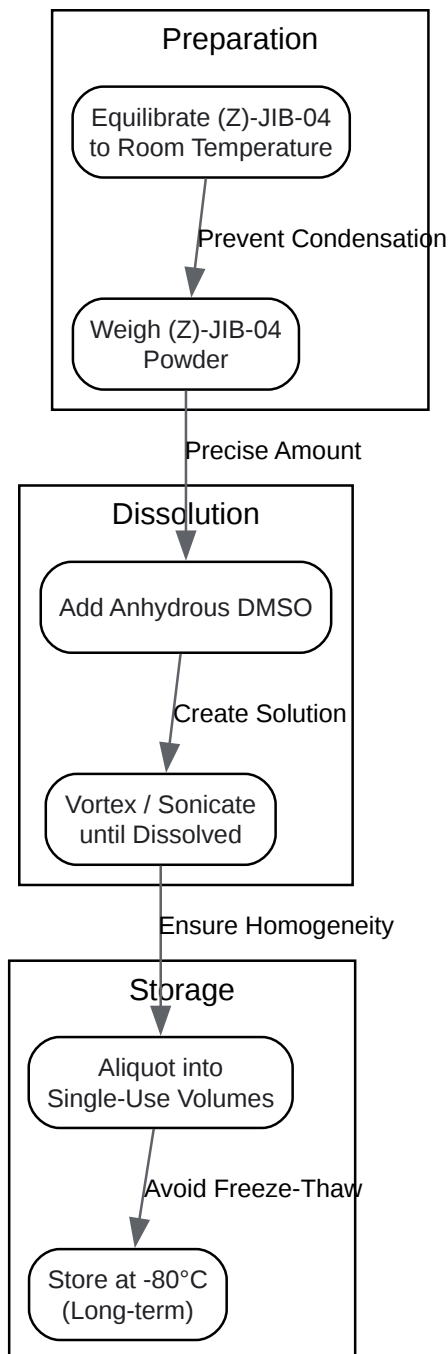 Preparation
Equilibrate (Z)-JIB-04
to Room Temperature
Prevent Condensation
Weigh (Z)-JIB-04
Powder
Precise Amount
Dissolution
Add Anhydrous DMSO
Create Solution
Vortex / Sonicate
until Dissolved
Ensure Homogeneity
Storage
Aliquot into
Single-Use Volumes
Avoid Freeze-Thaw
Store at -80°C
(Long-term)